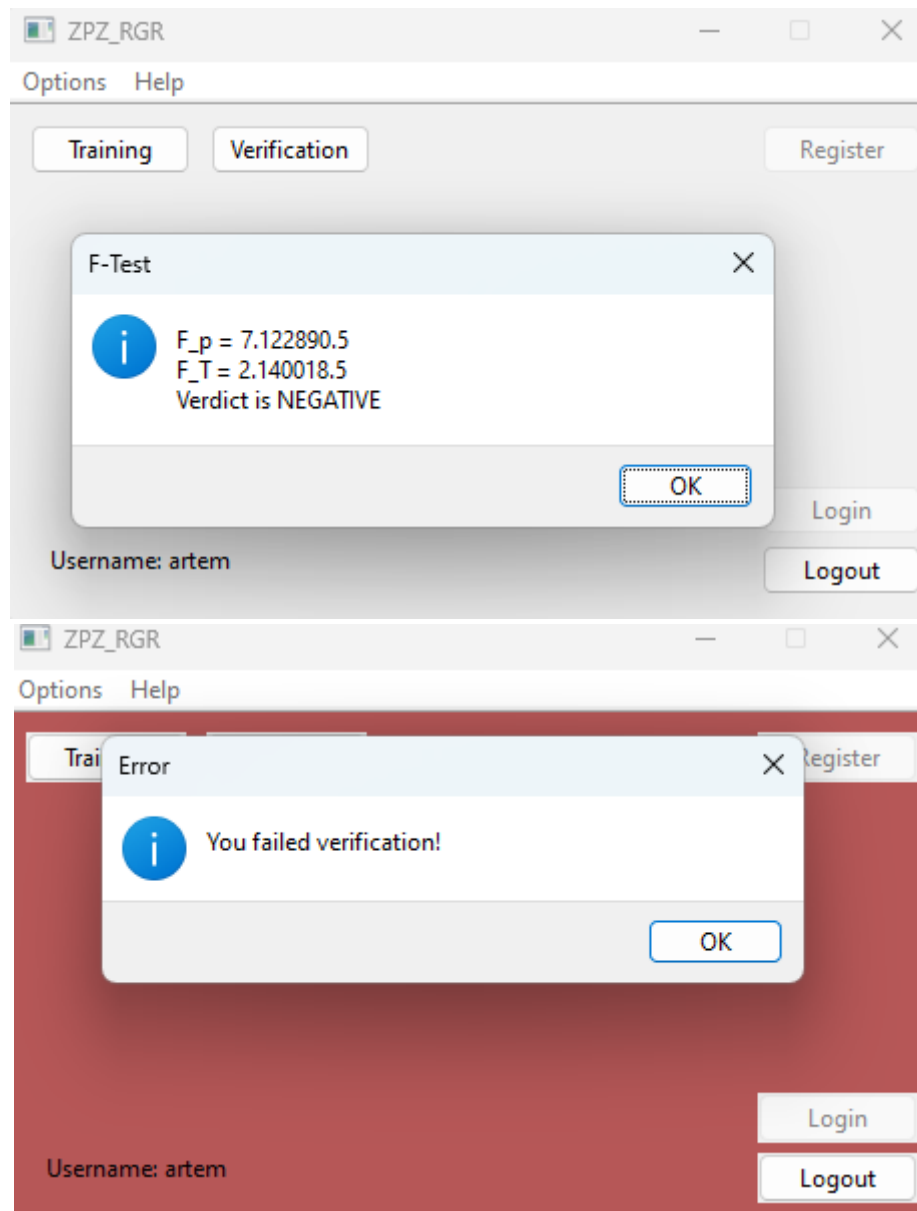 ZPZ_RGR
Options Help
Training Verification Register
F-Test
F_p = 7.122890.5
F_T = 2.140018.5
Verdict is NEGATIVE
OK
Login
Username: artem
Logout
ZPZ_RGR
Options Help
Trai Register
Error
You failed verification!
OK
Login
Username: artem
Logout